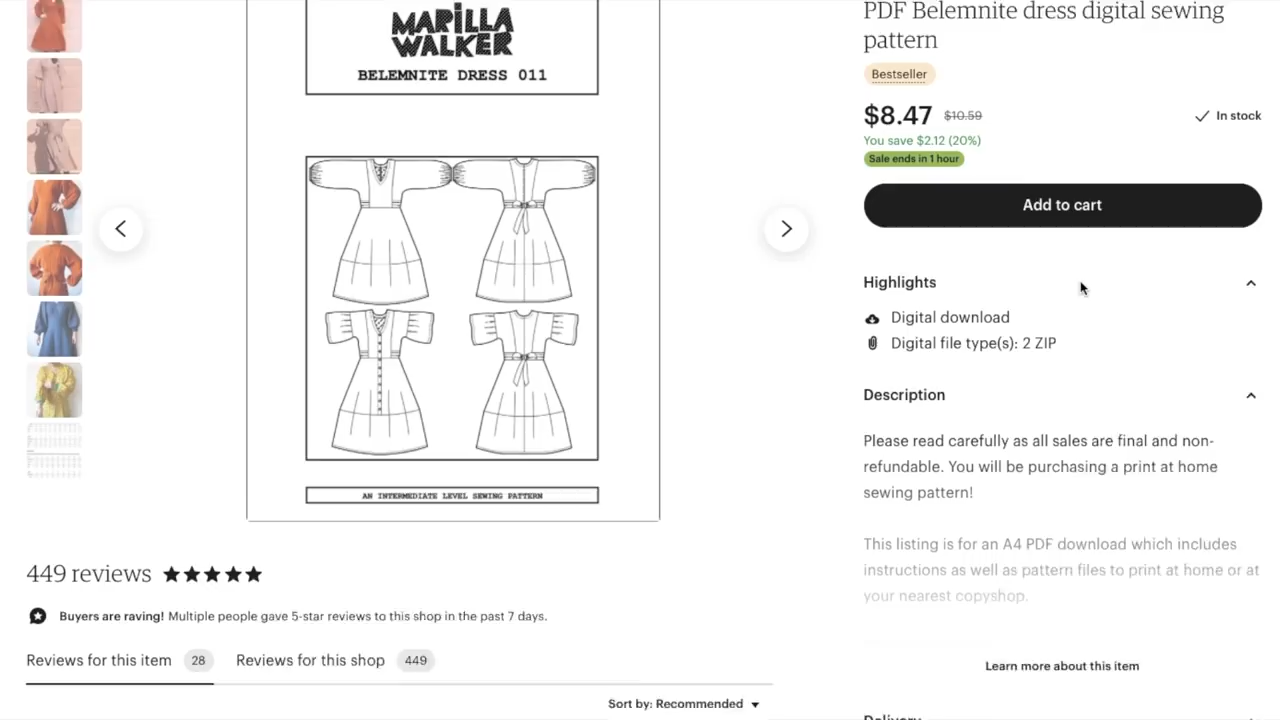 MARILLA
WALKER
BELEMNITE DRESS 011
AN INTERMEDIATE LEVEL SEWING PATTERN
449 reviews
Buyers are raving! Multiple people gave 5-star reviews to this shop in the past 7 days.
Reviews for this item 28 Reviews for this shop 449
Sort by: Recommended
PDF Belemnite dress digital sewing
pattern
Bestseller
$8.47 $10.59 In stock
You save $2.12 (20%)
Sale ends in 1 hour
Add to cart
Highlights
Digital download
Digital file type(s): 2 ZIP
Description
Please read carefully as all sales are final and non-
refundable. You will be purchasing a print at home
sewing pattern!
This listing is for an A4 PDF download which includes
instructions as well as pattern files to print at home or at
your nearest copyshop.
Learn more about this item
Delivery